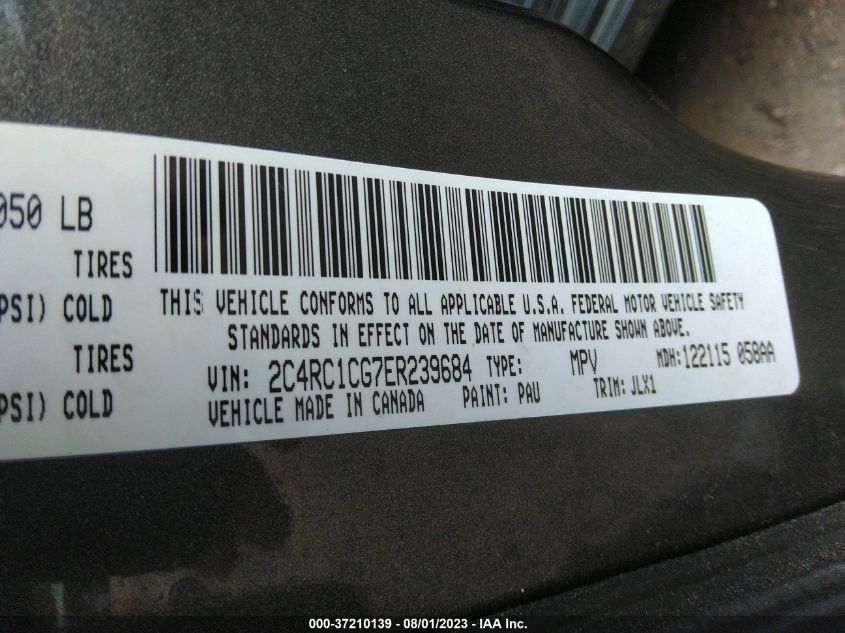 050 LB
TIRES
PSI) COLD
TIRES
PSI) COLD
THIS VEHICLE CONFORMS TO ALL APPLICABLE U.S.A. FEDERAL MOTOR VEHICLE SAFETY
STANDARDS IN EFFECT ON THE DATE OF MANUFACTURE SHOWN ABOVE.
VIN: 2C4RC1CG7ER239684 TYPE: MPV MDH:122115 058AA
VEHICLE MADE IN CANADA PAINT: PAU TRIM: JLX1
000-37210139 - 08/01/2023 - IAA Inc.